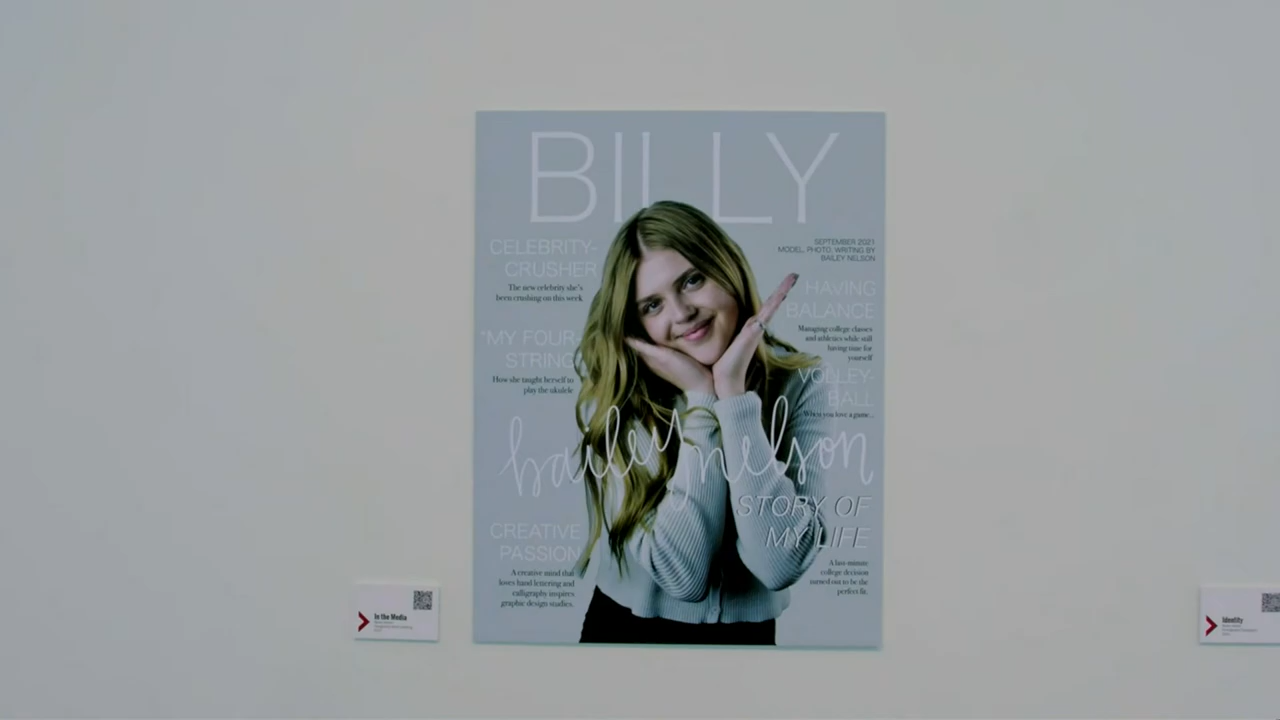 BILLY
CELEBRITY-
CRUSHER
The new celebrity she's
been crushing on this week
"MY FOUR-
STRING
How she taught herself to
play the ukulele
SEPTEMBER 2021
MODEL, PHOTO, WRITING BY
BAILEY NELSON
HAVING
BALANCE
Managing college classes
and athletics while still
having time for
yourself
VOLLEY-
BALL
When you love a game...
bailey nelson
STORY OF
MY LIFE
A last-minute
college decision
turned out to be the
perfect fit.
CREATIVE
PASSION
A creative mind that
loves hand lettering and
calligraphy inspires
graphic design studies.
In the Media
Identity